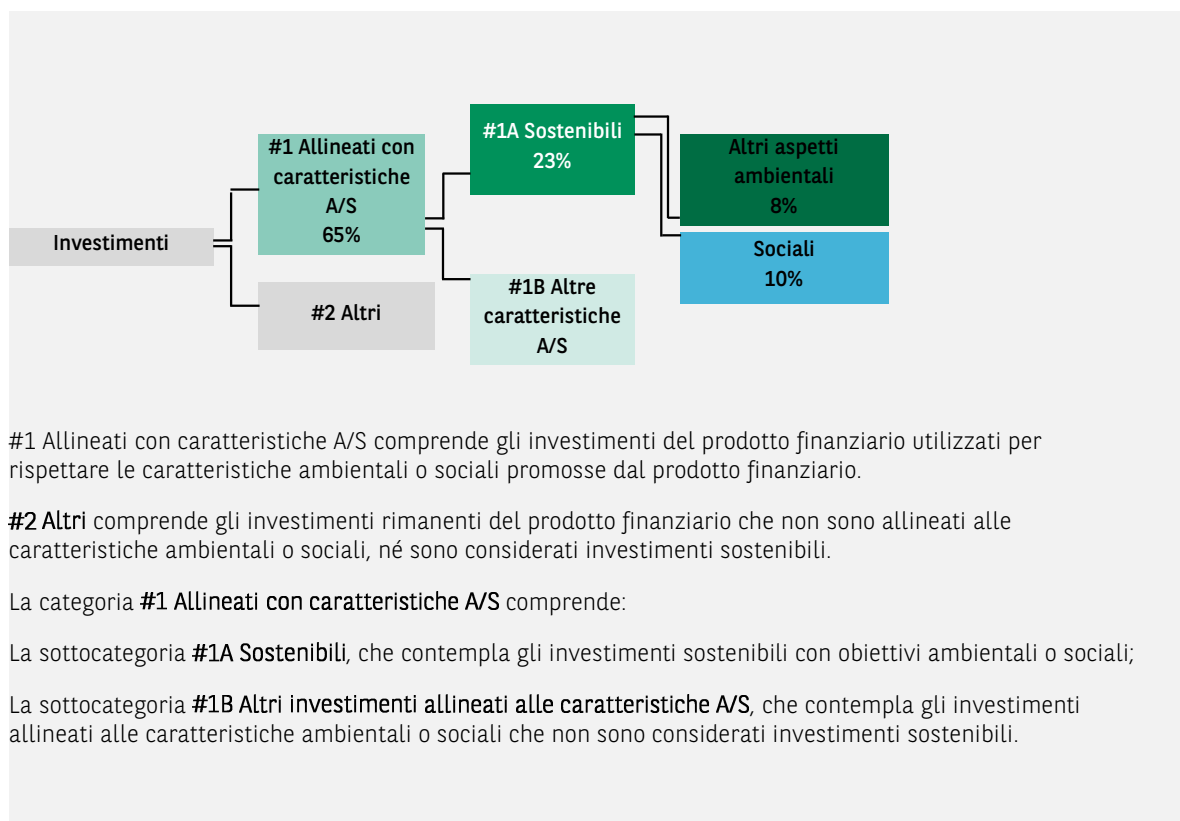 Investimenti
#1 Allineati con
caratteristiche
A/S
65%
#2 Altri
#1A Sostenibili
23%
#1B Altre
caratteristiche
A/S
Altri aspetti
ambientali
8%
Sociali
10%
#1 Allineati con caratteristiche A/S comprende gli investimenti del prodotto finanziario utilizzati per
rispettare le caratteristiche ambientali o sociali promosse dal prodotto finanziario.
#2 Altri comprende gli investimenti rimanenti del prodotto finanziario che non sono allineati alle
caratteristiche ambientali o sociali, né sono considerati investimenti sostenibili.
La categoria #1 Allineati con caratteristiche A/S comprende:
La sottocategoria #1A Sostenibili, che contempla gli investimenti sostenibili con obiettivi ambientali o sociali;
La sottocategoria #1B Altri investimenti allineati alle caratteristiche A/S, che contempla gli investimenti
allineati alle caratteristiche ambientali o sociali che non sono considerati investimenti sostenibili.